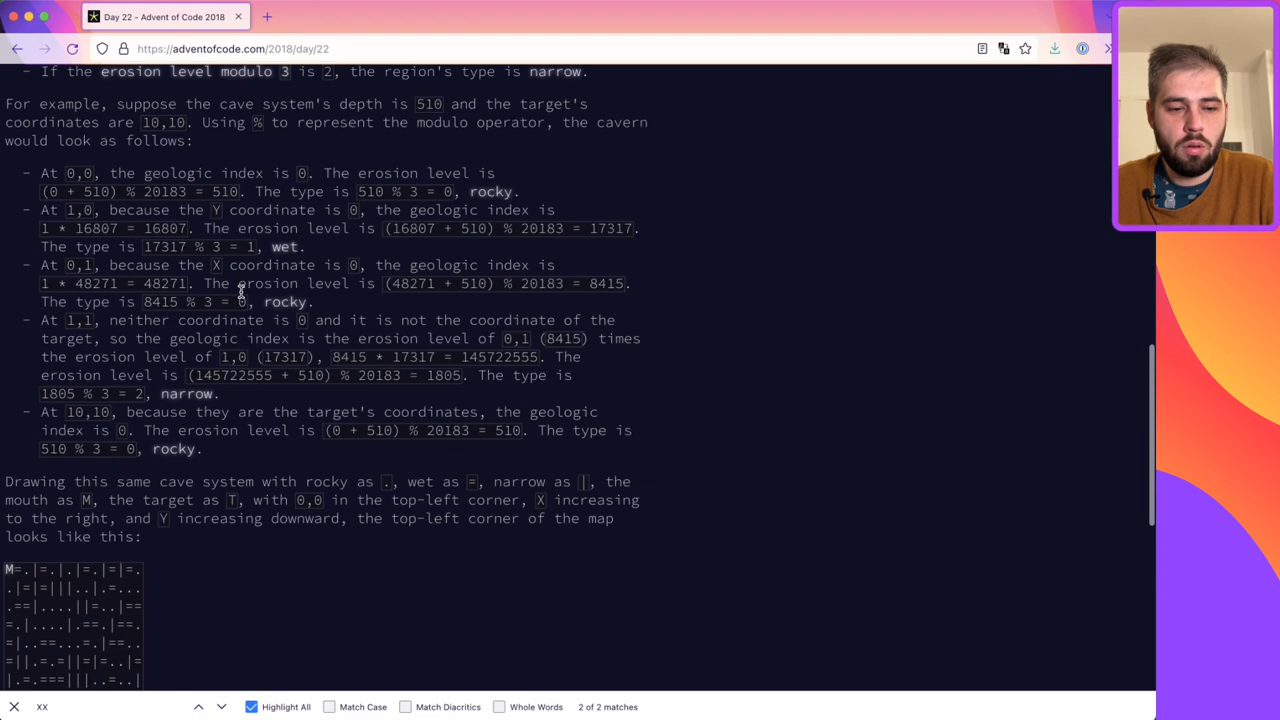 Day 22 - Advent of Code 2018
https://adventofcode.com/2018/day/22
- If the erosion level modulo 3 is 2, the region's type is narrow.
For example, suppose the cave system's depth is 510 and the target's
coordinates are 10,10. Using % to represent the modulo operator, the cavern
would look as follows:
- At 0,0, the geologic index is 0. The erosion level is
(0 + 510) % 20183 = 510. The type is 510 % 3 = 0, rocky.
- At 1,0, because the Y coordinate is 0, the geologic index is
1 * 16807 = 16807. The erosion level is (16807 + 510) % 20183 = 17317.
The type is 17317 % 3 = 1, wet.
- At 0,1, because the X coordinate is 0, the geologic index is
1 * 48271 = 48271. The erosion level is (48271 + 510) % 20183 = 8415.
The type is 8415 % 3 = 0, rocky.
- At 1,1, neither coordinate is 0 and it is not the coordinate of the
target, so the geologic index is the erosion level of 0,1 (8415) times
the erosion level of 1,0 (17317), 8415 * 17317 = 145722555. The
erosion level is (145722555 + 510) % 20183 = 1805. The type is
1805 % 3 = 2, narrow.
- At 10,10, because they are the target's coordinates, the geologic
index is 0. The erosion level is (0 + 510) % 20183 = 510. The type is
510 % 3 = 0, rocky.
Drawing this same cave system with rocky as ., wet as =, narrow as |, the
mouth as M, the target as T, with 0,0 in the top-left corner, X increasing
to the right, and Y increasing downward, the top-left corner of the map
looks like this:
M=.|=.|.|=.|=|=.
.|=|=|||..|.=...
.==|....||=..|==
=.|....|.==.|==.
=|..==...=.|==..
=||.=.=||=|=..|=
|.=.===|||..=..|
XX
Highlight All
Match Case
Match Diacritics
Whole Words
2 of 2 matches